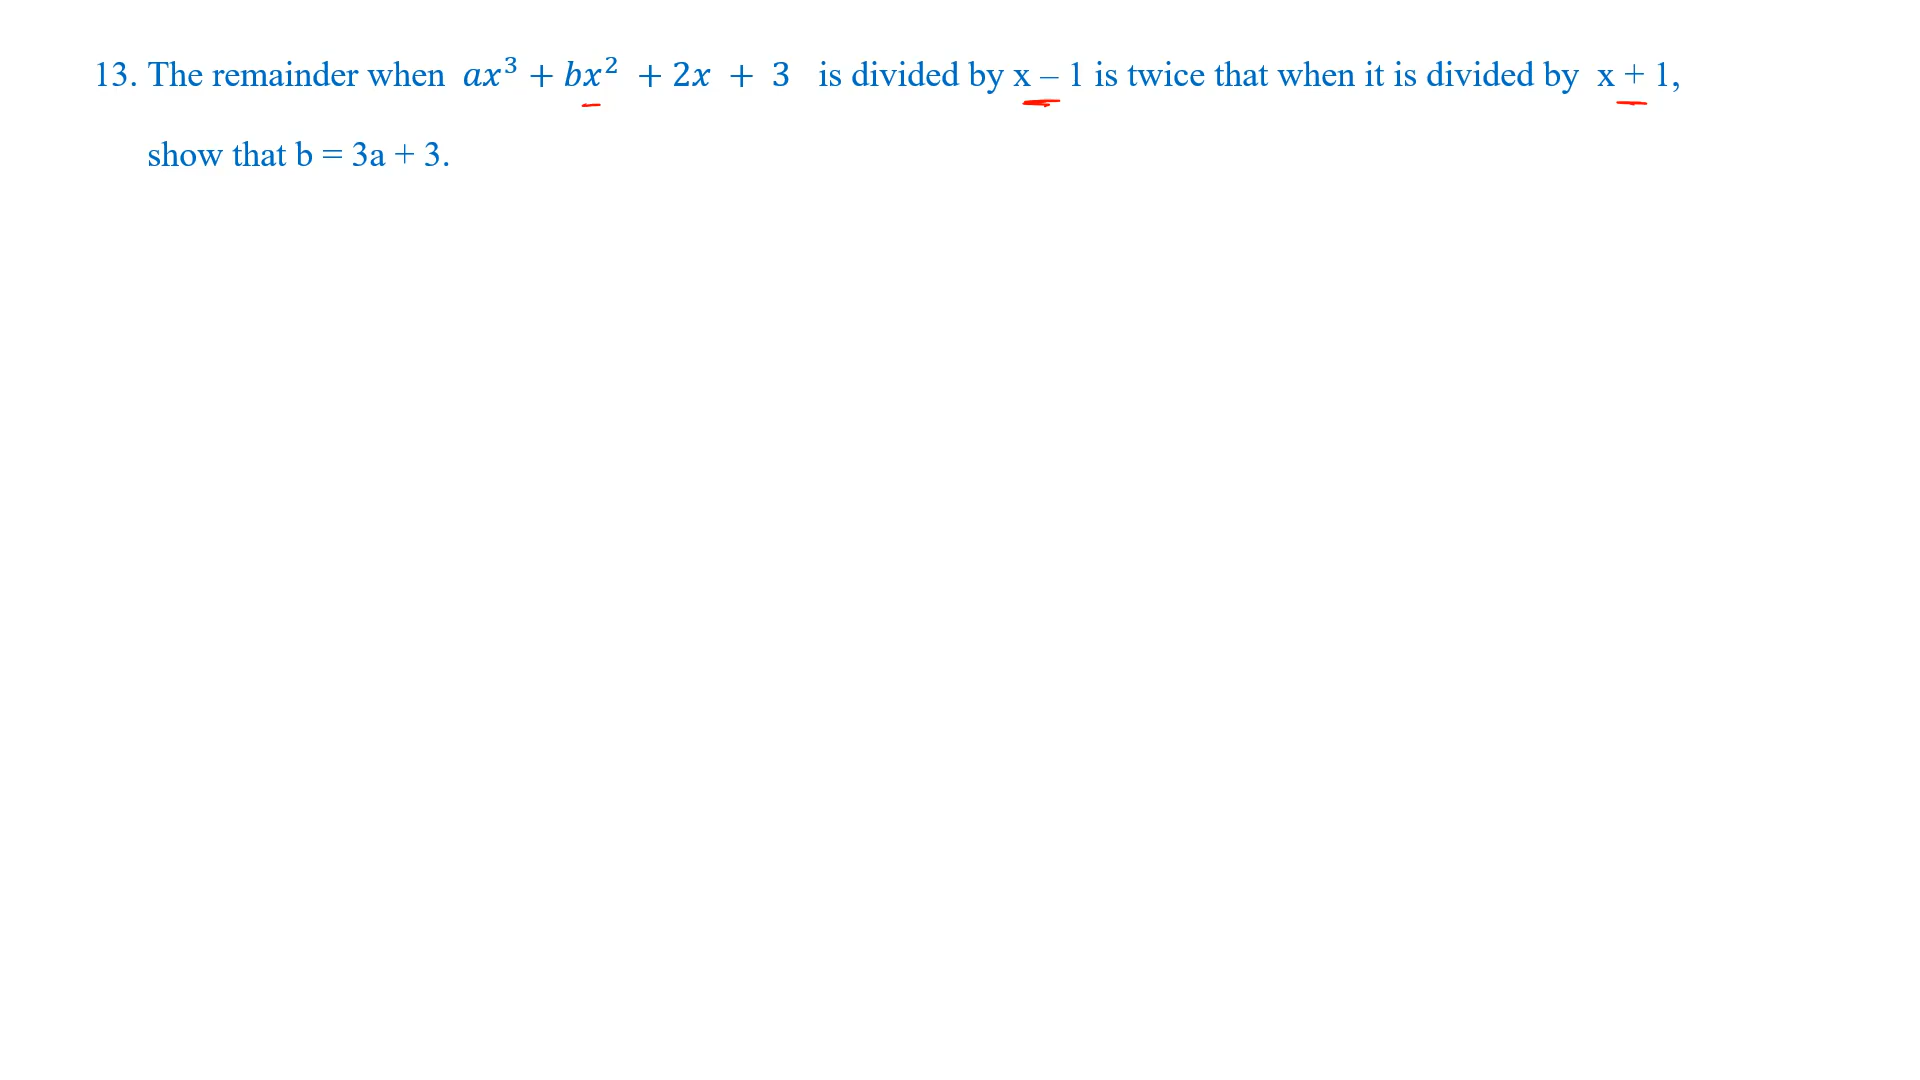 13. The remainder when ax³ + bx² + 2x + 3 is divided by x – 1 is twice that when it is divided by x + 1,
show that b = 3a + 3.